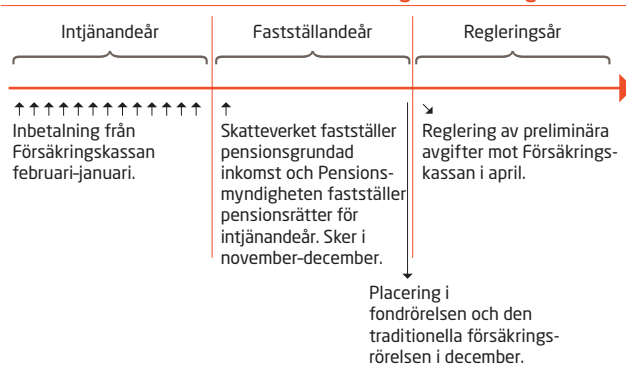 Intjänandeår
Fastställandeår
Regleringsår
Inbetalning från
Försäkringskassan
februari–januari.
Skatteverket fastställer
pensionsgrundad
inkomst och Pensions-
myndigheten fastställer
pensionsrätter för
intjänandeår. Sker i
november–december.
Reglering av preliminära
avgifter mot Försäkrings-
kassan i april.
Placering i
fondrörelsen och den
traditionella försäkrings-
rörelsen i december.